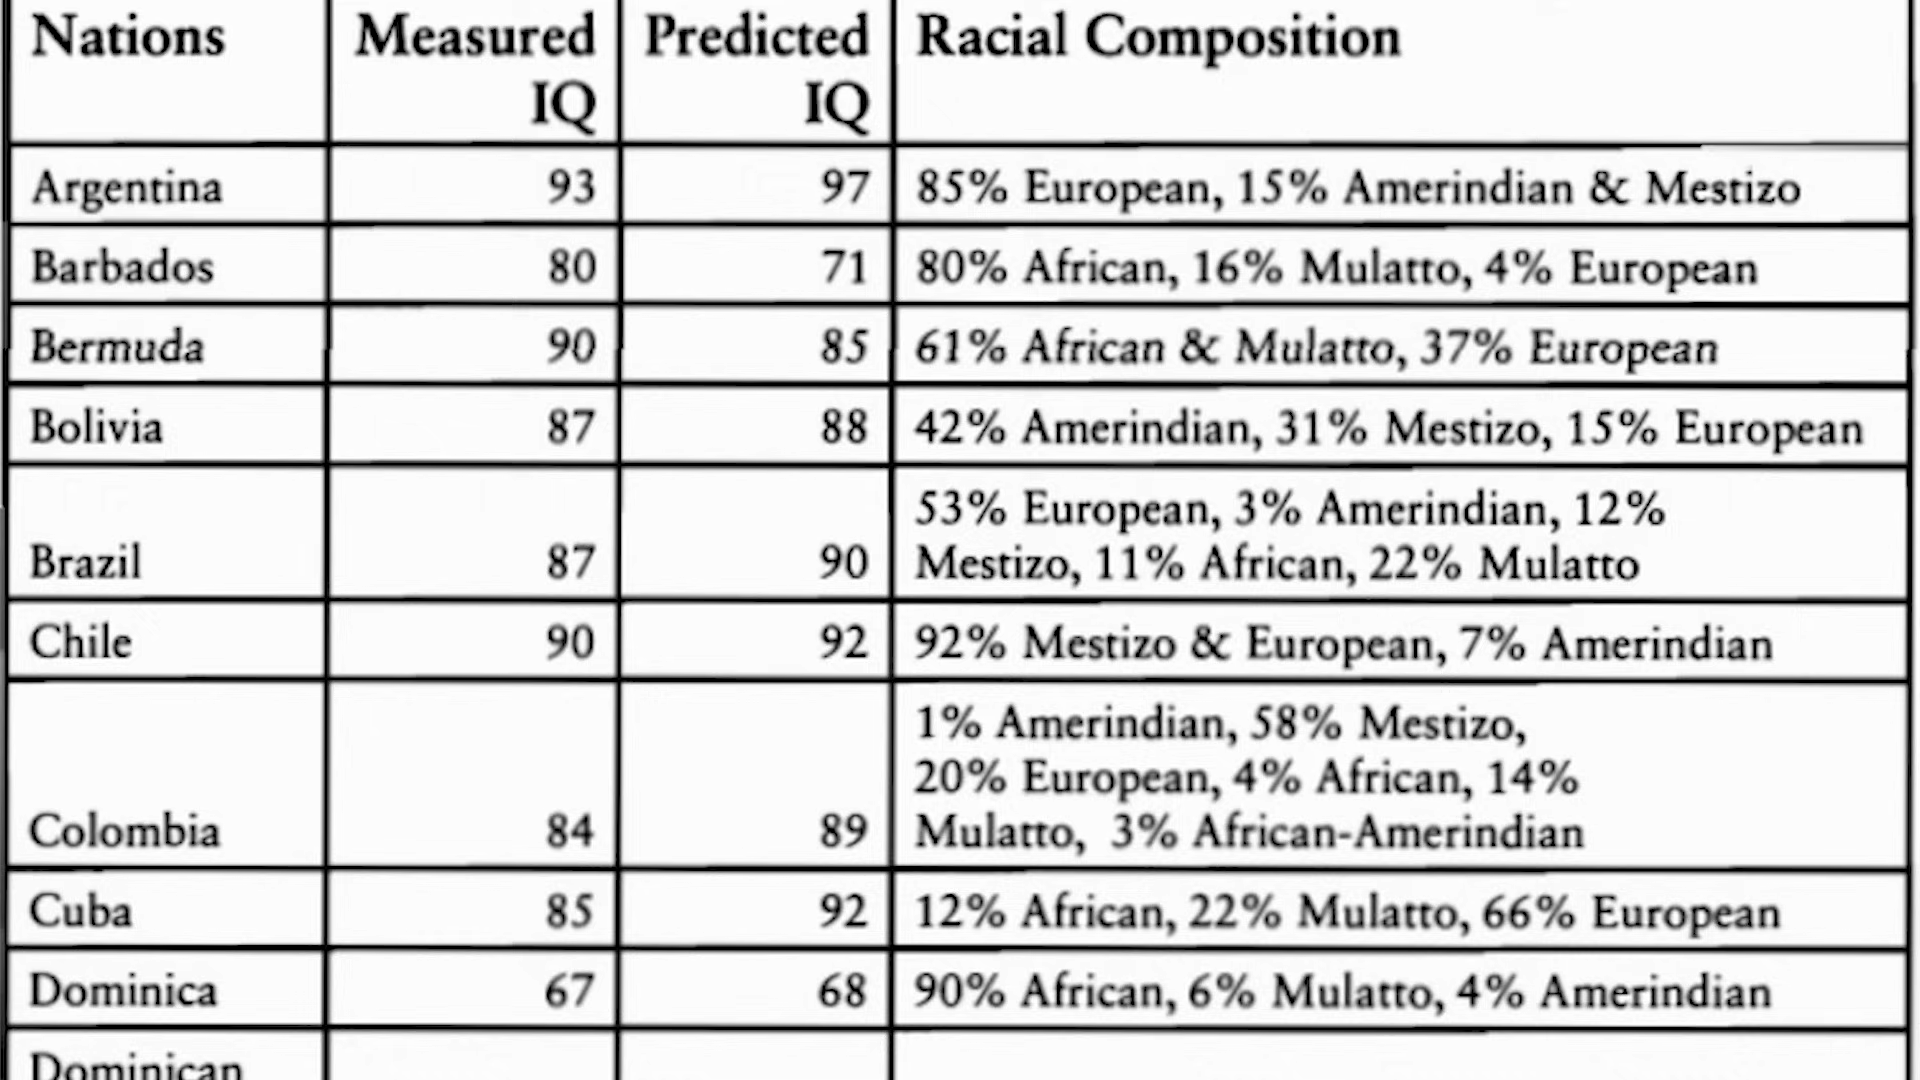 Nations Measured IQ Predicted IQ Racial Composition
Argentina 93 97 85% European, 15% Amerindian & Mestizo
Barbados 80 71 80% African, 16% Mulatto, 4% European
Bermuda 90 85 61% African & Mulatto, 37% European
Bolivia 87 88 42% Amerindian, 31% Mestizo, 15% European
53% European, 3% Amerindian, 12%
Brazil 87 90 Mestizo, 11% African, 22% Mulatto
Chile 90 92 92% Mestizo & European, 7% Amerindian
1% Amerindian, 58% Mestizo,
20% European, 4% African, 14%
Colombia 84 89 Mulatto, 3% African-Amerindian
Cuba 85 92 12% African, 22% Mulatto, 66% European
Dominica 67 68 90% African, 6% Mulatto, 4% Amerindian
Dominican